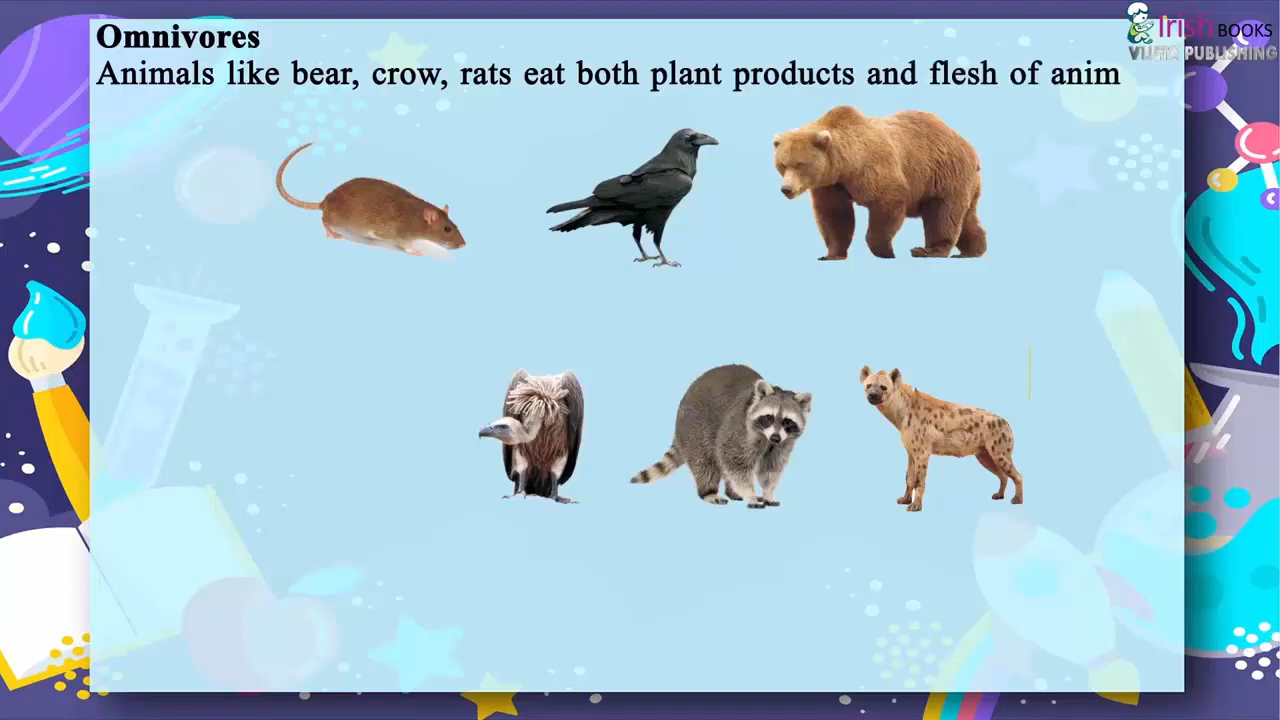 Omnivores
Animals like bear, crow, rats eat both plant products and flesh of anim
Irish BOOKS
VIJETA PUBLISHING